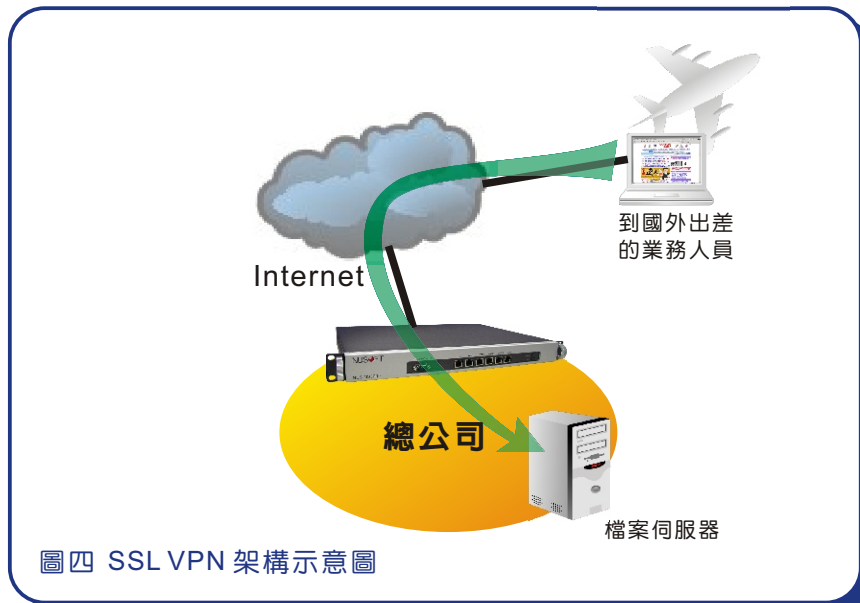 到國外出差
的業務人員
Internet
NUSOFT
總公司
檔案伺服器
圖四 SSL VPN 架構示意圖